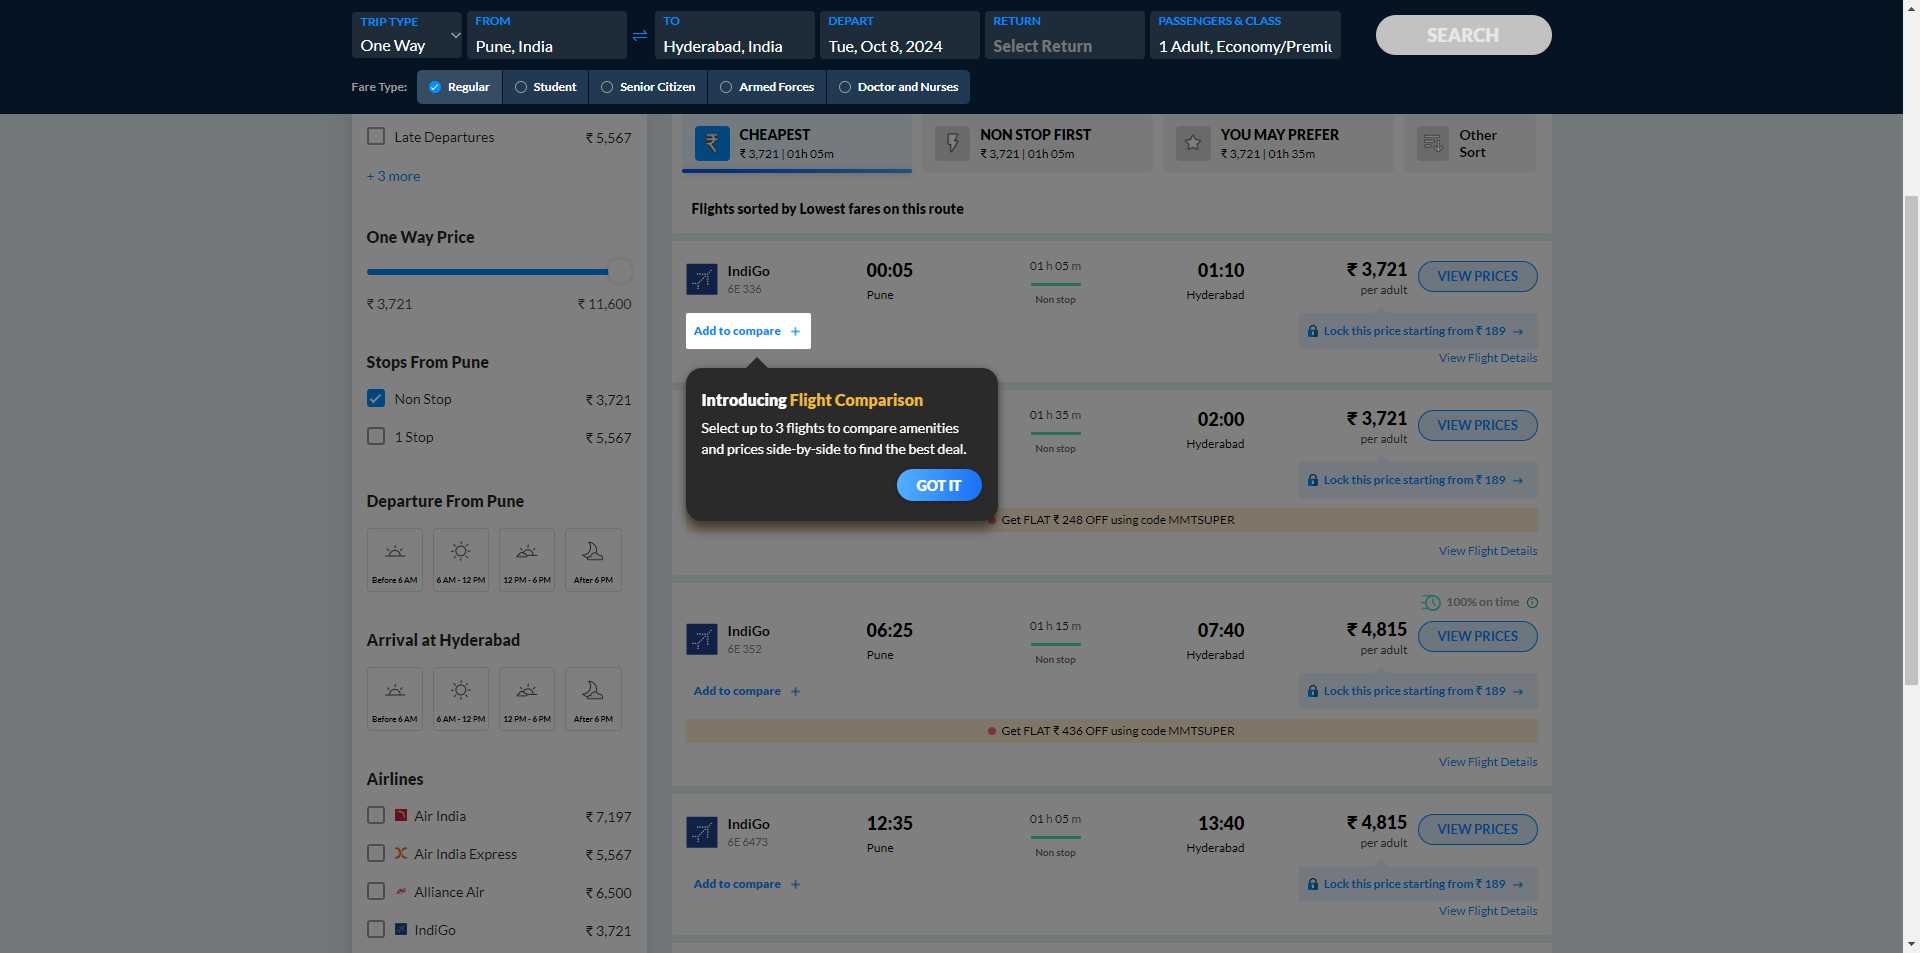 TRIP TYPE
One Way
FROM
Pune, India
TO
Hyderabad, India
DEPART
Tue, Oct 8, 2024
RETURN
Select Return
PASSENGERS & CLASS
1 Adult, Economy/Premiu
SEARCH
Fare Type:
Regular
Student
Senior Citizen
Armed Forces
Doctor and Nurses
Late Departures
₹ 5,567
+ 3 more
One Way Price
₹ 3,721
₹ 11,600
Stops From Pune
Non Stop
₹ 3,721
1 Stop
₹ 5,567
Departure From Pune
Before 6 AM
6 AM - 12 PM
12 PM - 6 PM
After 6 PM
Arrival at Hyderabad
Before 6 AM
6 AM - 12 PM
12 PM - 6 PM
After 6 PM
Airlines
Air India
₹ 7,197
Air India Express
₹ 5,567
Alliance Air
₹ 6,500
IndiGo
₹ 3,721
CHEAPEST
₹ 3,721 | 01h 05m
NON STOP FIRST
₹ 3,721 | 01h 05m
YOU MAY PREFER
₹ 3,721 | 01h 35m
Other
Sort
Flights sorted by Lowest fares on this route
IndiGo
6E 336
00:05
Pune
01 h 05 m
Non stop
01:10
Hyderabad
₹ 3,721
per adult
VIEW PRICES
Add to compare +
Lock this price starting from ₹ 189 →
View Flight Details
Introducing Flight Comparison
Select up to 3 flights to compare amenities
and prices side-by-side to find the best deal.
GOT IT
01 h 35 m
Non stop
02:00
Hyderabad
₹ 3,721
per adult
VIEW PRICES
Lock this price starting from ₹ 189 →
Get FLAT ₹ 248 OFF using code MMTSUPER
View Flight Details
100% on time
IndiGo
6E 352
06:25
Pune
01 h 15 m
Non stop
07:40
Hyderabad
₹ 4,815
per adult
VIEW PRICES
Add to compare +
Lock this price starting from ₹ 189 →
Get FLAT ₹ 436 OFF using code MMTSUPER
View Flight Details
IndiGo
6E 6473
12:35
Pune
01 h 05 m
Non stop
13:40
Hyderabad
₹ 4,815
per adult
VIEW PRICES
Add to compare +
Lock this price starting from ₹ 189 →
View Flight Details